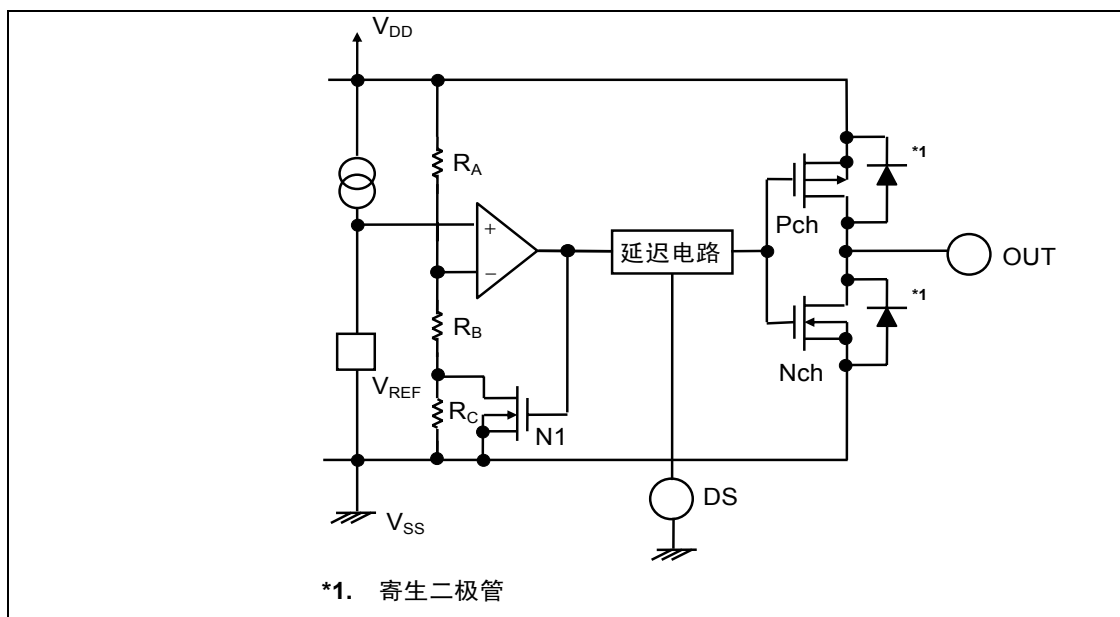 VDD
RA
*1
Pch
+
延迟电路
OUT
−
*1
RB
Nch
VREF
RC
N1
DS
VSS
*1. 寄生二极管